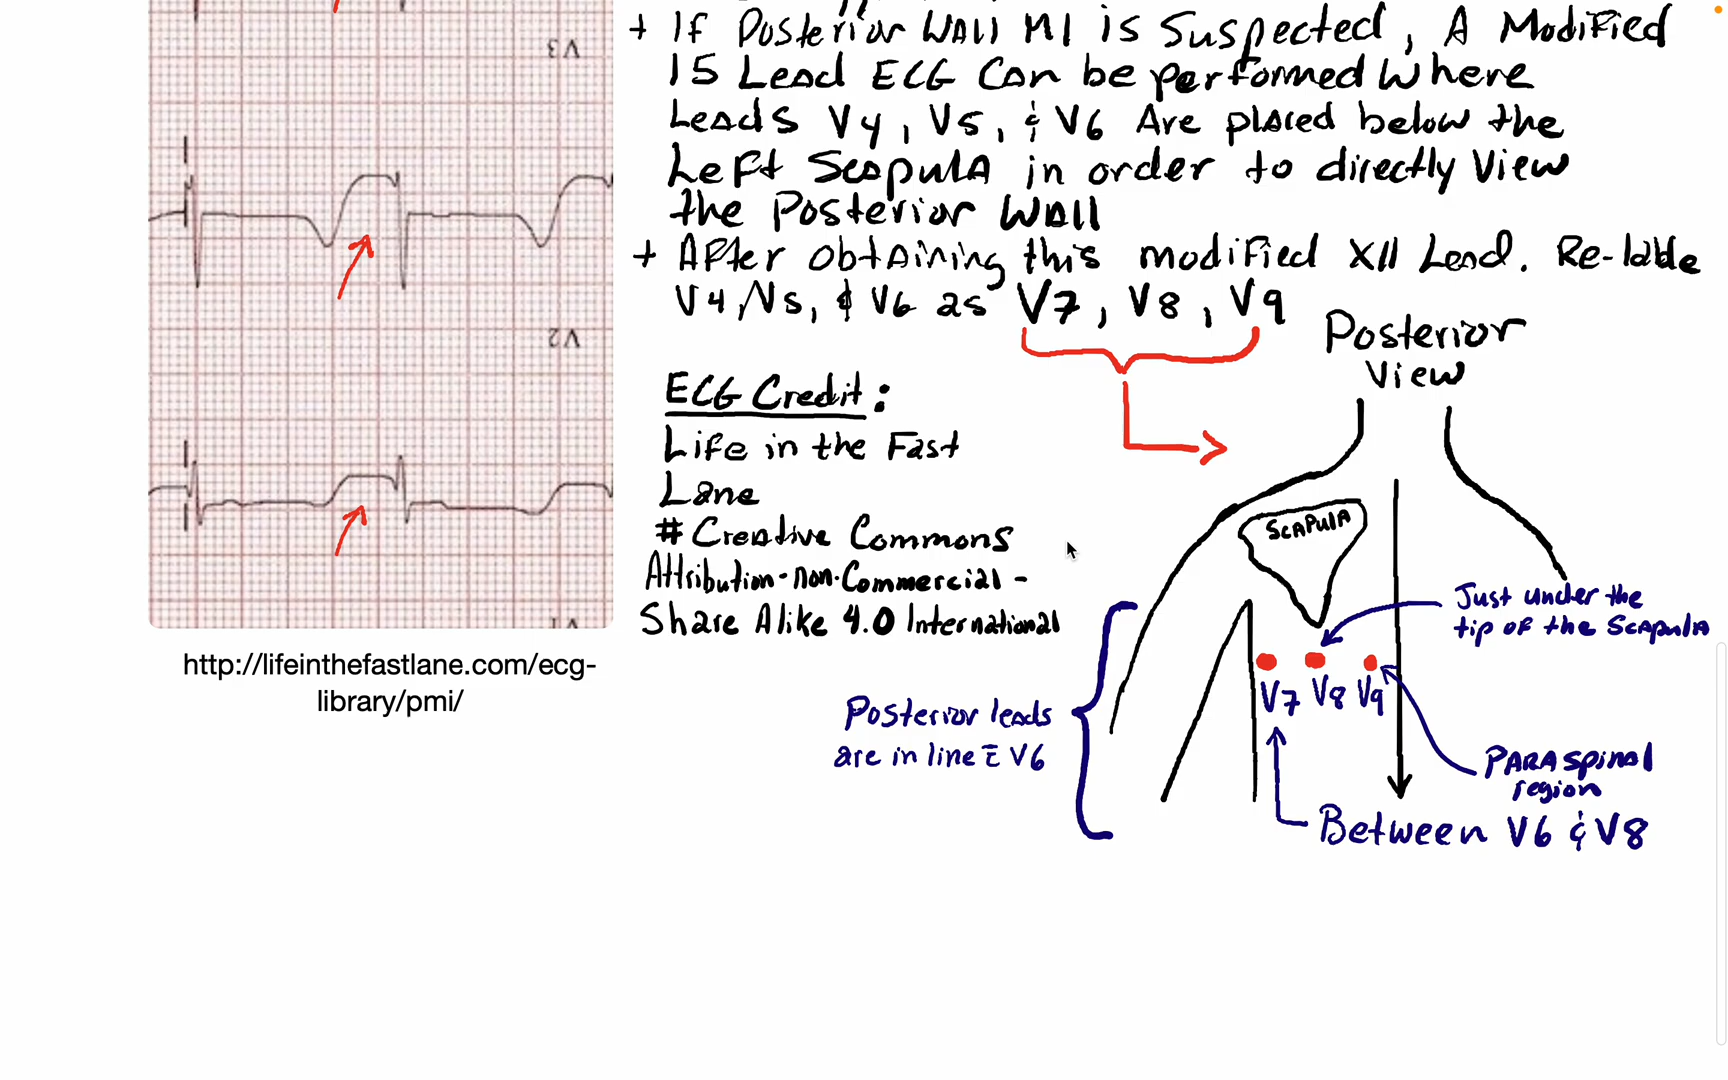 V3
V2
V1
http://lifeinthefastlane.com/ecg-
library/pmi/
+ If Posterior Wall MI is Suspected, A Modified
15 Lead ECG Can be performed Where
Leads V4, V5, & V6 Are placed below the
Left Scapula in order to directly View
the Posterior Wall
+ After obtaining this modified XII Lead. Re-lable
V4, V5, & V6 as V7, V8, V9
ECG Credit:
Life in the Fast
Lane
# Creative Commons
Attribution-non-Commercial-
Share Alike 4.0 International
Posterior
View
Scapula
Just under the
tip of the Scapula
V7 V8 V9
Posterior leads
are in line c̄ V6
Paraspinal
region
Between V6 & V8